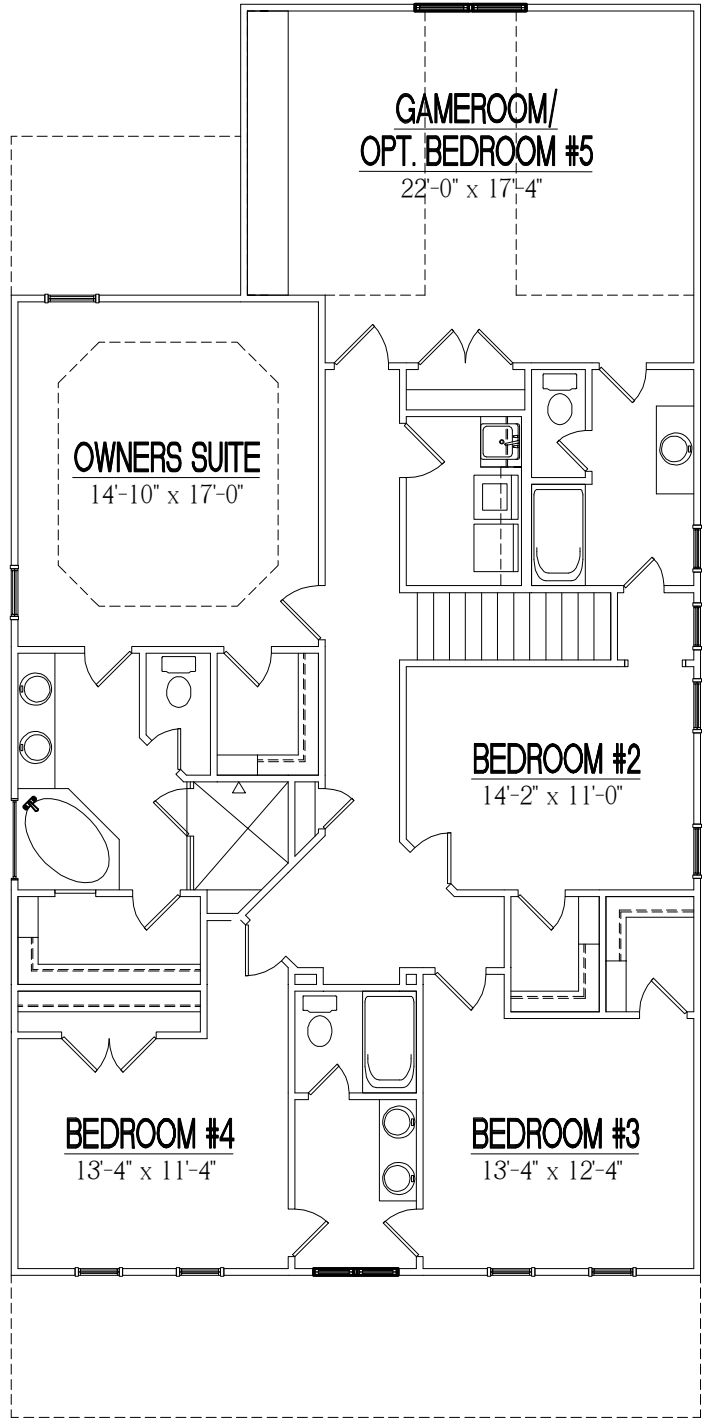 GAMEROOM/
OPT. BEDROOM #5
22'-0" x 17'-4"
OWNERS SUITE
14'-10" x 17'-0"
BEDROOM #2
14'-2" x 11'-0"
BEDROOM #4
13'-4" x 11'-4"
BEDROOM #3
13'-4" x 12'-4"